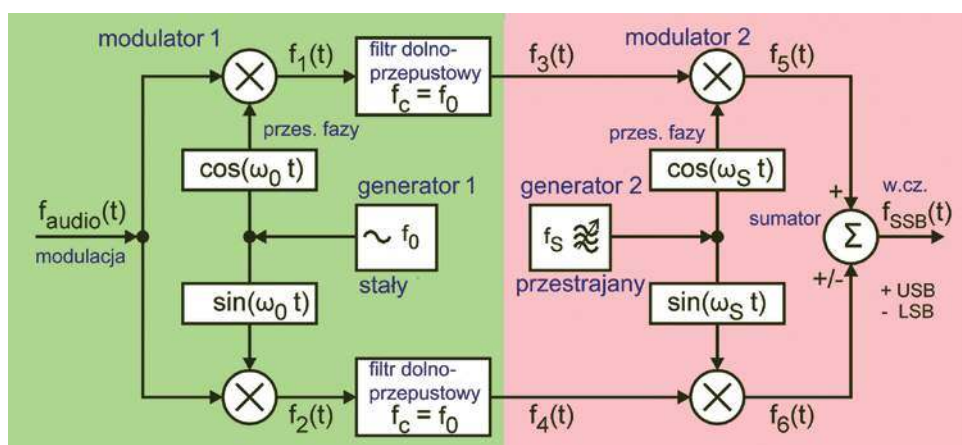 modulator 1
f1(t)
filtr dolno-
przepustowy
fc = f0
f3(t)
modulator 2
f5(t)
przes. fazy
cos(ω0 t)
generator 1
~ f0
stały
faudio(t)
modulacja
sin(ω0 t)
f2(t)
filtr dolno-
przepustowy
fc = f0
f4(t)
przes. fazy
cos(ωS t)
generator 2
fS
przestrajany
sin(ωS t)
f6(t)
+
w.cz.
sumator
Σ
fSSB(t)
+/-
+ USB
- LSB